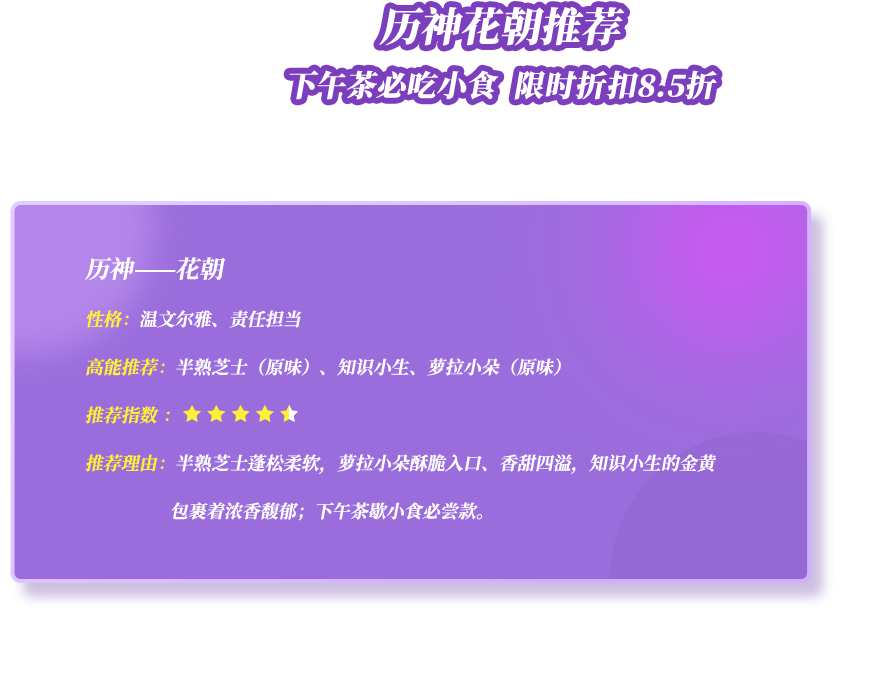 历神花朝推荐
下午茶必吃小食 限时折扣8.5折
历神——花朝
性格：温文尔雅、责任担当
高能推荐：半熟芝士（原味）、知识小生、萝拉小朵（原味）
推荐指数：
推荐理由：半熟芝士蓬松柔软，萝拉小朵酥脆入口、香甜四溢，知识小生的金黄
包裹着浓香馥郁；下午茶歇小食必尝款。